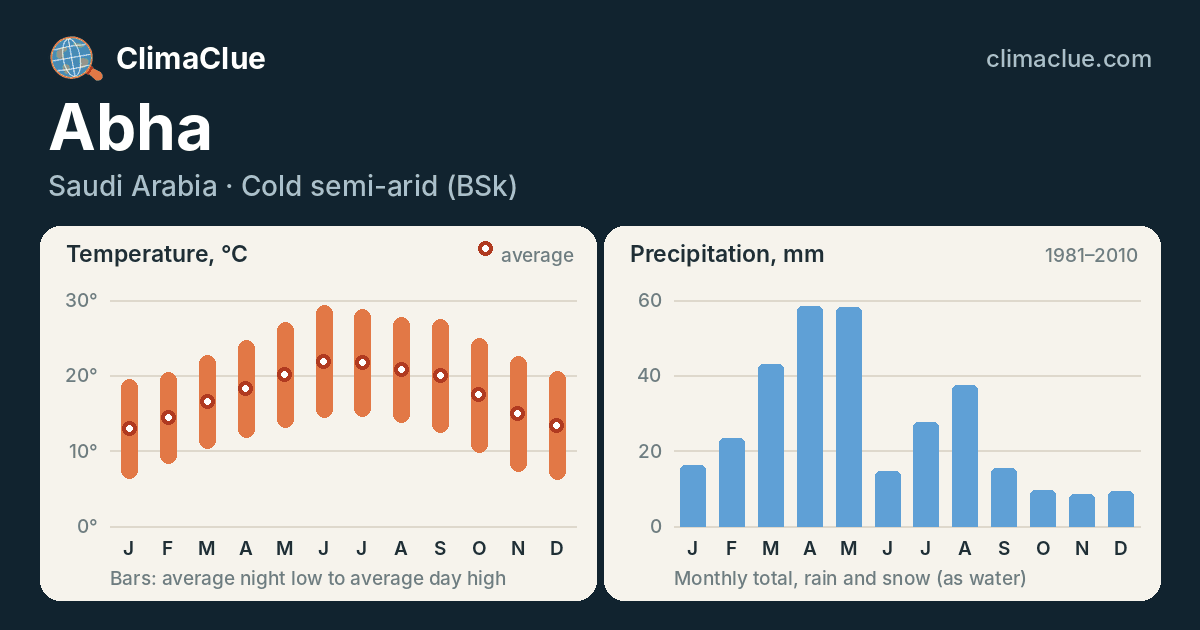 ClimaClue
climaclue.com
Abha
Saudi Arabia · Cold semi-arid (BSk)
Temperature, °C
average
30°
20°
10°
0°
J F M A M J J A S O N D
Bars: average night low to average day high
Precipitation, mm
1981–2010
60
40
20
0
J F M A M J J A S O N D
Monthly total, rain and snow (as water)